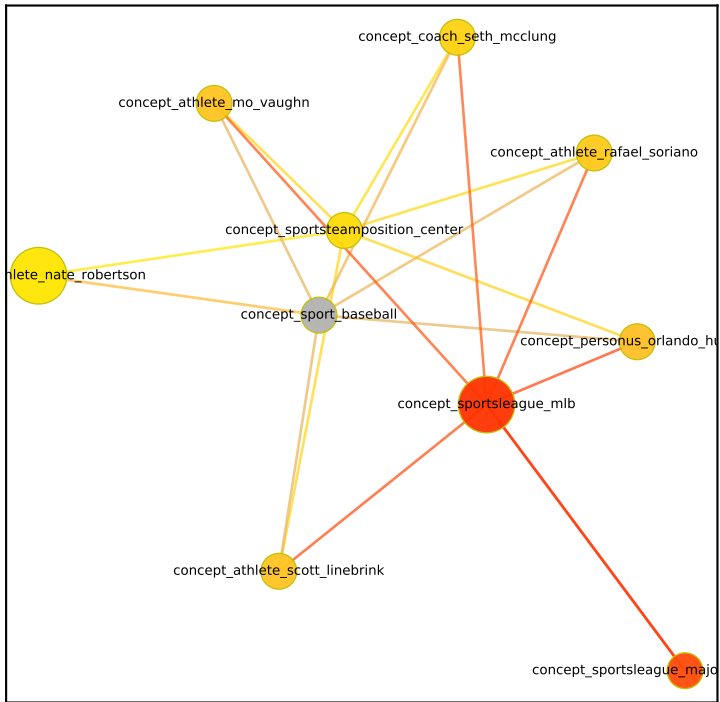 concept_coach_seth_mcclung
concept_athlete_mo_vaughn
concept_athlete_rafael_soriano
concept_sportsteamposition_center
hlete_nate_robertson
concept_sport_baseball
concept_personus_orlando_hu
concept_sportsleague_mlb
concept_athlete_scott_linebrink
concept_sportsleague_majo